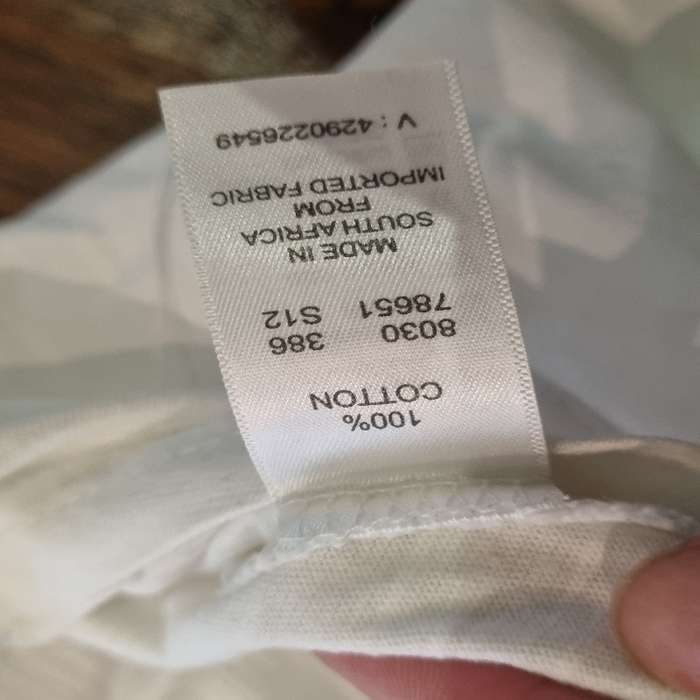 100%
COTTON
8030 386
78651 S12
MADE IN
SOUTH AFRICA
FROM
IMPORTED FABRIC
V : 4290226549